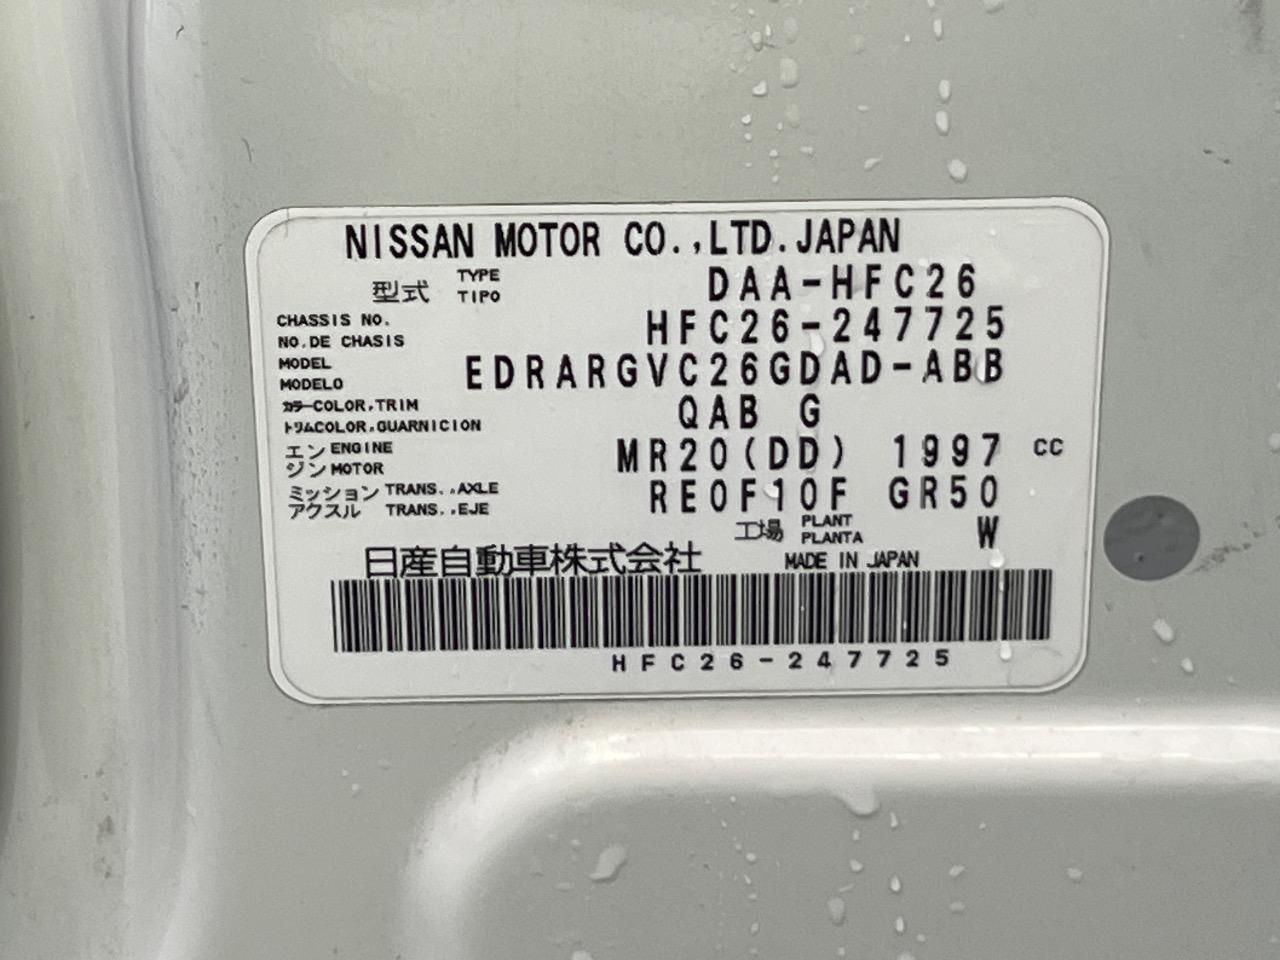 NISSAN MOTOR CO.,LTD.JAPAN
型式 TYPE TIPO DAA-HFC26
CHASSIS NO. NO.DE CHASIS HFC26-247725
MODEL MODELO EDRARGVC26GDAD-ABB
カラー COLOR,TRIM トリム COLOR,GUARNICION QAB G
エンジン ENGINE MOTOR MR20(DD) 1997 CC
ミッション アクスル TRANS.,AXLE TRANS.,EJE RE0F10F GR50
工場 PLANT PLANTA W
日産自動車株式会社 MADE IN JAPAN
HFC26-247725